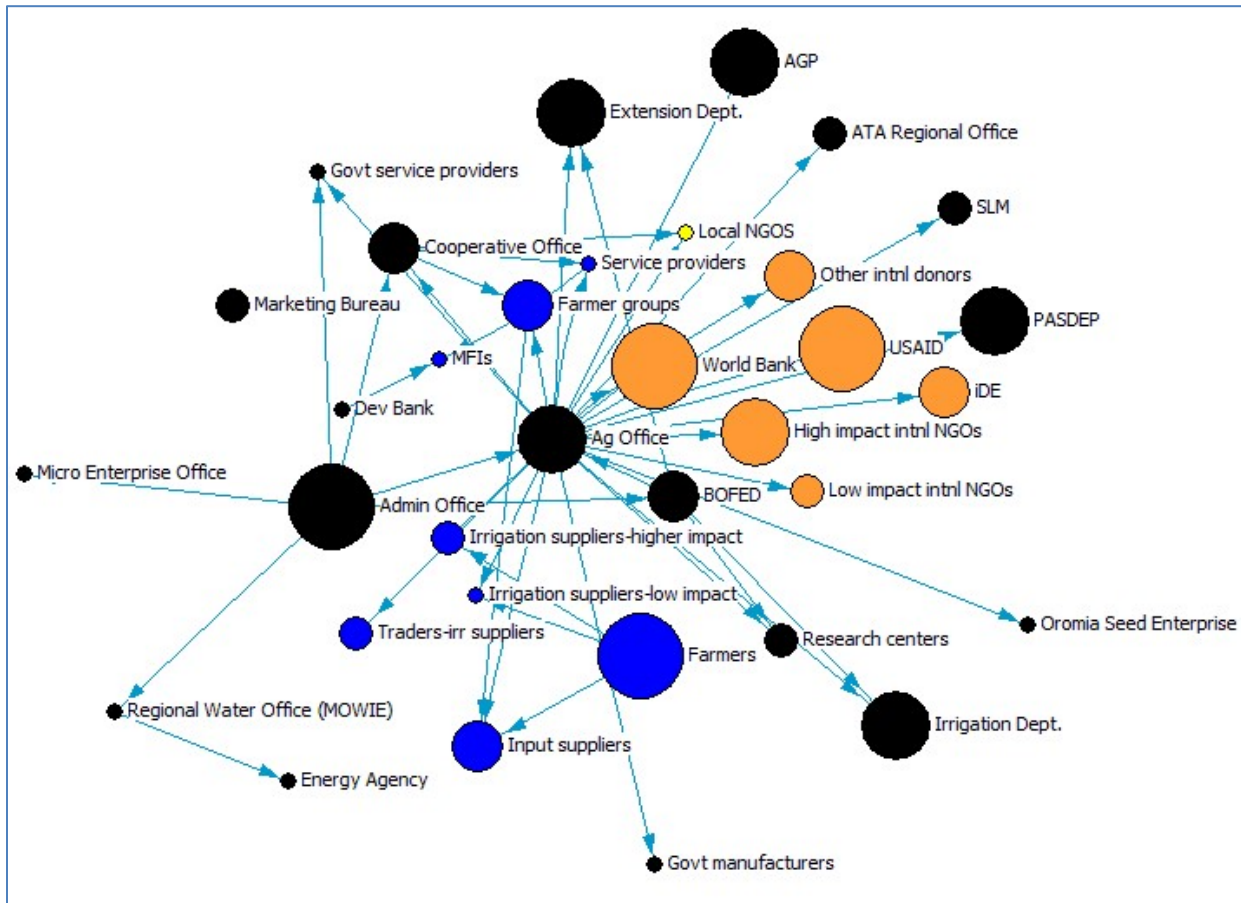 AGP
Extension Dept.
ATA Regional Office
Govt service providers
SLM
Local NGOS
Cooperative Office
Service providers
Other intnl donors
Marketing Bureau
Farmer groups
PASDEP
USAID
MFIs
World Bank
iDE
Dev Bank
Ag Office
High impact intnl NGOs
Micro Enterprise Office
Admin Office
BOFED
Low impact intnl NGOs
Irrigation suppliers-higher impact
Irrigation suppliers-low impact
Oromia Seed Enterprise
Traders-irr suppliers
Research centers
Farmers
Regional Water Office (MOWIE)
Irrigation Dept.
Input suppliers
Energy Agency
Govt manufacturers